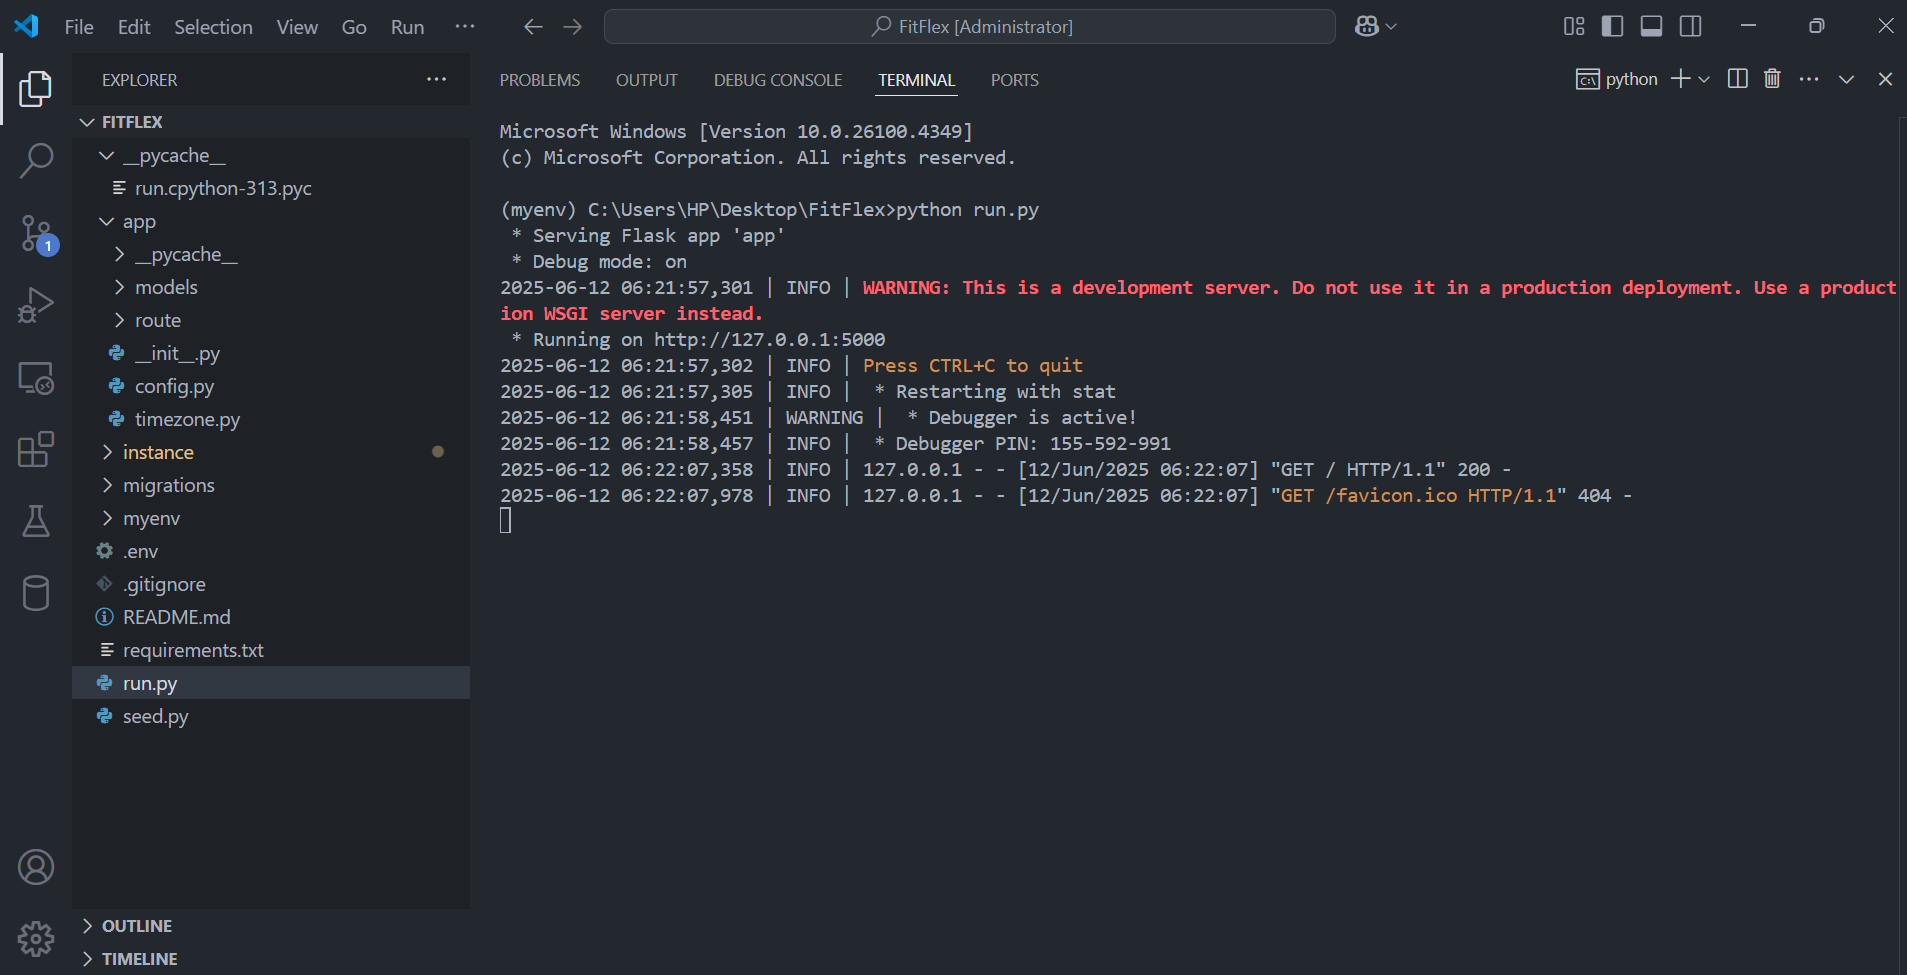 File Edit Selection View Go Run ···
FitFlex [Administrator]
EXPLORER ···
FITFLEX
__pycache__
run.cpython-313.pyc
app
__pycache__
models
route
__init__.py
config.py
timezone.py
instance
migrations
myenv
.env
.gitignore
README.md
requirements.txt
run.py
seed.py
OUTLINE
TIMELINE
1
PROBLEMS OUTPUT DEBUG CONSOLE TERMINAL PORTS
python
Microsoft Windows [Version 10.0.26100.4349]
(c) Microsoft Corporation. All rights reserved.
(myenv) C:\Users\HP\Desktop\FitFlex>python run.py
* Serving Flask app 'app'
* Debug mode: on
2025-06-12 06:21:57,301 | INFO | WARNING: This is a development server. Do not use it in a production deployment. Use a product
ion WSGI server instead.
* Running on http://127.0.0.1:5000
2025-06-12 06:21:57,302 | INFO | Press CTRL+C to quit
2025-06-12 06:21:57,305 | INFO |  * Restarting with stat
2025-06-12 06:21:58,451 | WARNING |  * Debugger is active!
2025-06-12 06:21:58,457 | INFO |  * Debugger PIN: 155-592-991
2025-06-12 06:22:07,358 | INFO | 127.0.0.1 - - [12/Jun/2025 06:22:07] "GET / HTTP/1.1" 200 -
2025-06-12 06:22:07,978 | INFO | 127.0.0.1 - - [12/Jun/2025 06:22:07] "GET /favicon.ico HTTP/1.1" 404 -